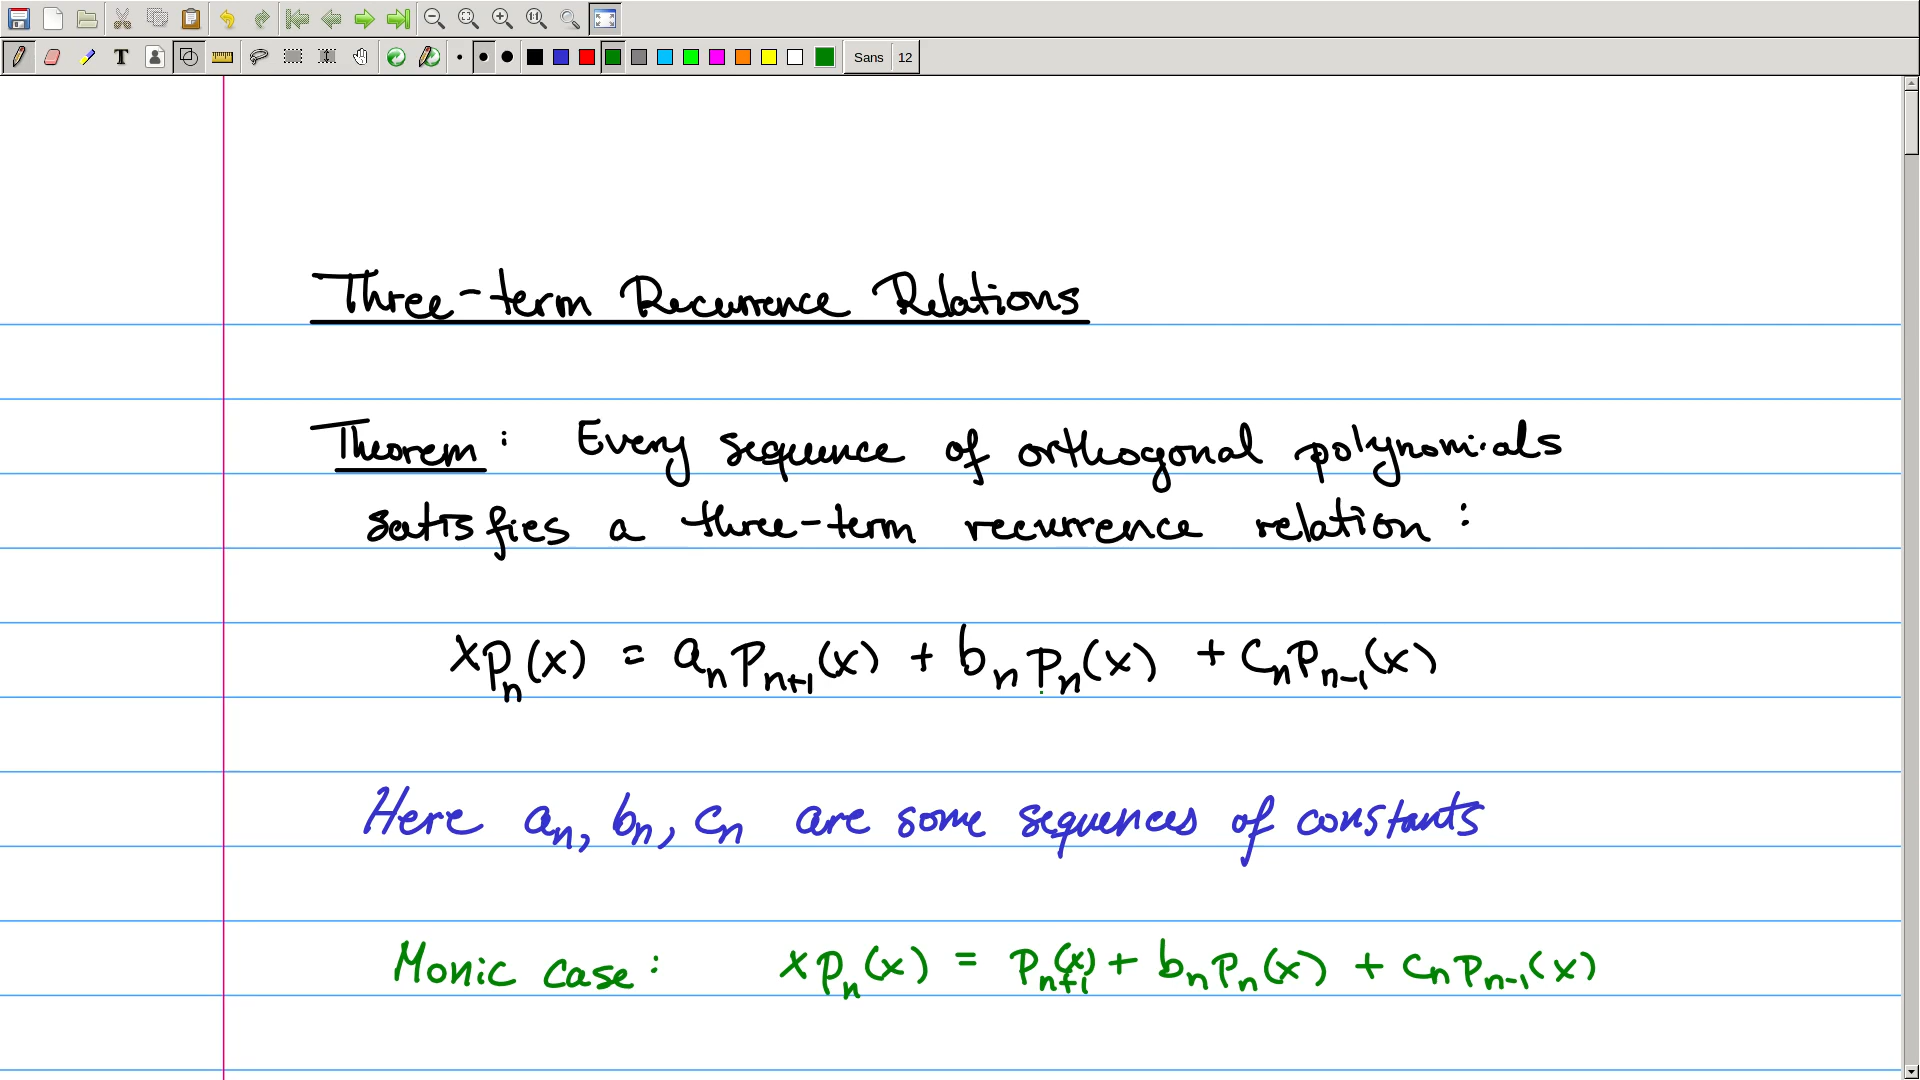 Sans 12
Three-term Recurrence Relations
Theorem: Every sequence of orthogonal polynomials
satisfies a three-term recurrence relation:
xpₙ(x) = aₙpₙ₊₁(x) + bₙpₙ(x) + cₙpₙ₋₁(x)
Here aₙ, bₙ, cₙ are some sequences of constants
Monic case: xpₙ(x) = pₙ₊₁(x) + bₙpₙ(x) + cₙpₙ₋₁(x)